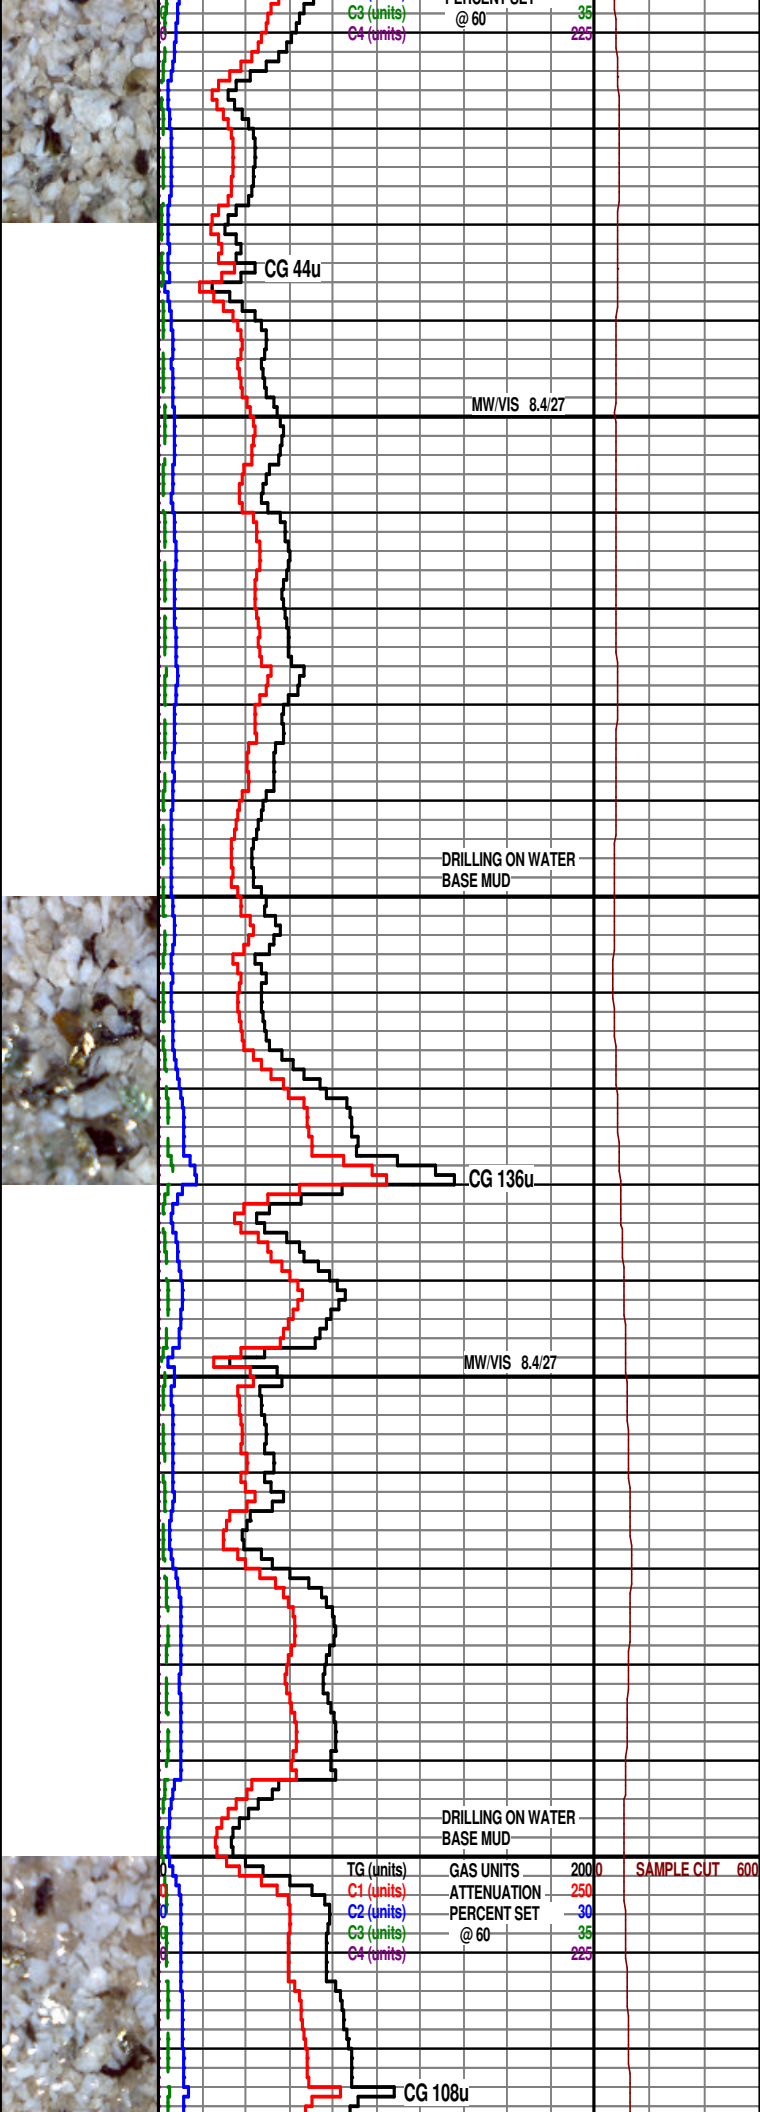 C3 (units) PERCENT SET 35
C4 (units) @ 60 225
CG 44u
MW/VIS 8.4/27
DRILLING ON WATER
BASE MUD
CG 136u
MW/VIS 8.4/27
DRILLING ON WATER
BASE MUD
0 TG (units) GAS UNITS 200 0 SAMPLE CUT 600
0 C1 (units) ATTENUATION 250
0 C2 (units) PERCENT SET 30
0 C3 (units) @ 60 35
0 C4 (units) 225
CG 108u